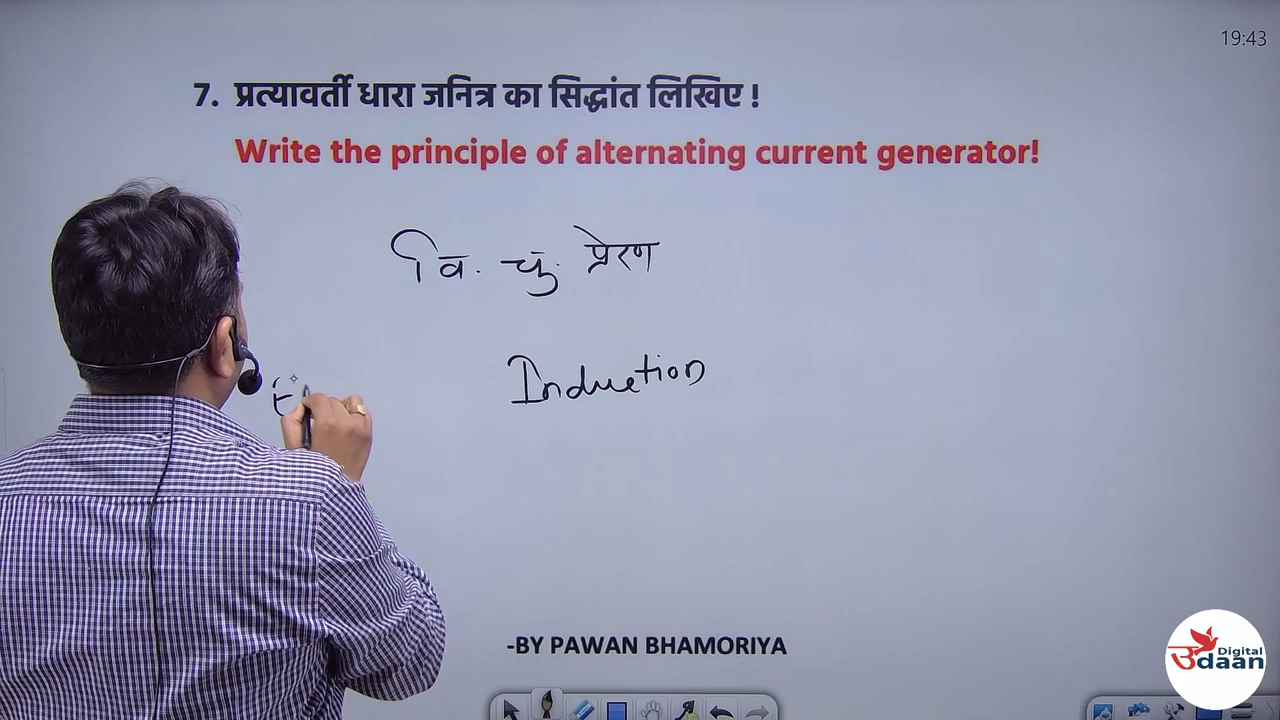 19:43
7. प्रत्यावर्ती धारा जनित्र का सिद्धांत लिखिए !
Write the principle of alternating current generator!
वि. चुं. प्रेरण
Induction
-BY PAWAN BHAMORIYA
Digital
उdaan